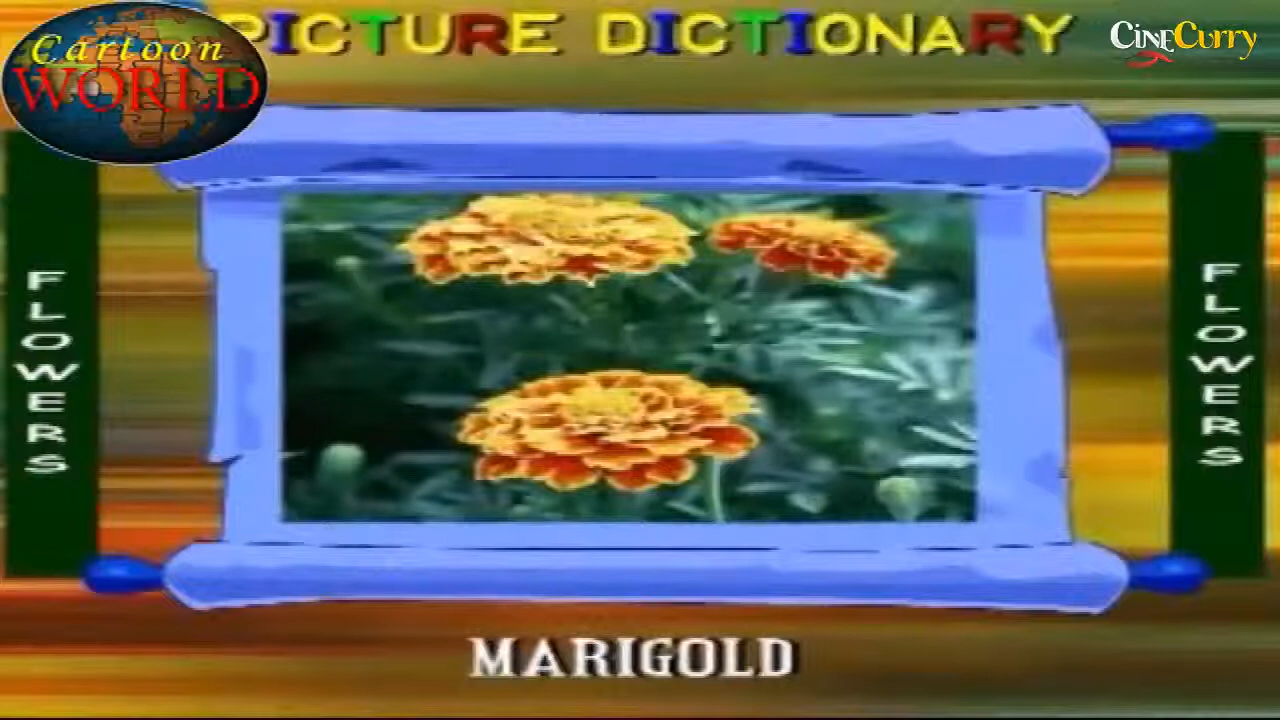 PICTURE DICTIONARY
Cartoon
WORLD
CINECURRY
FLOWERS
FLOWERS
MARIGOLD